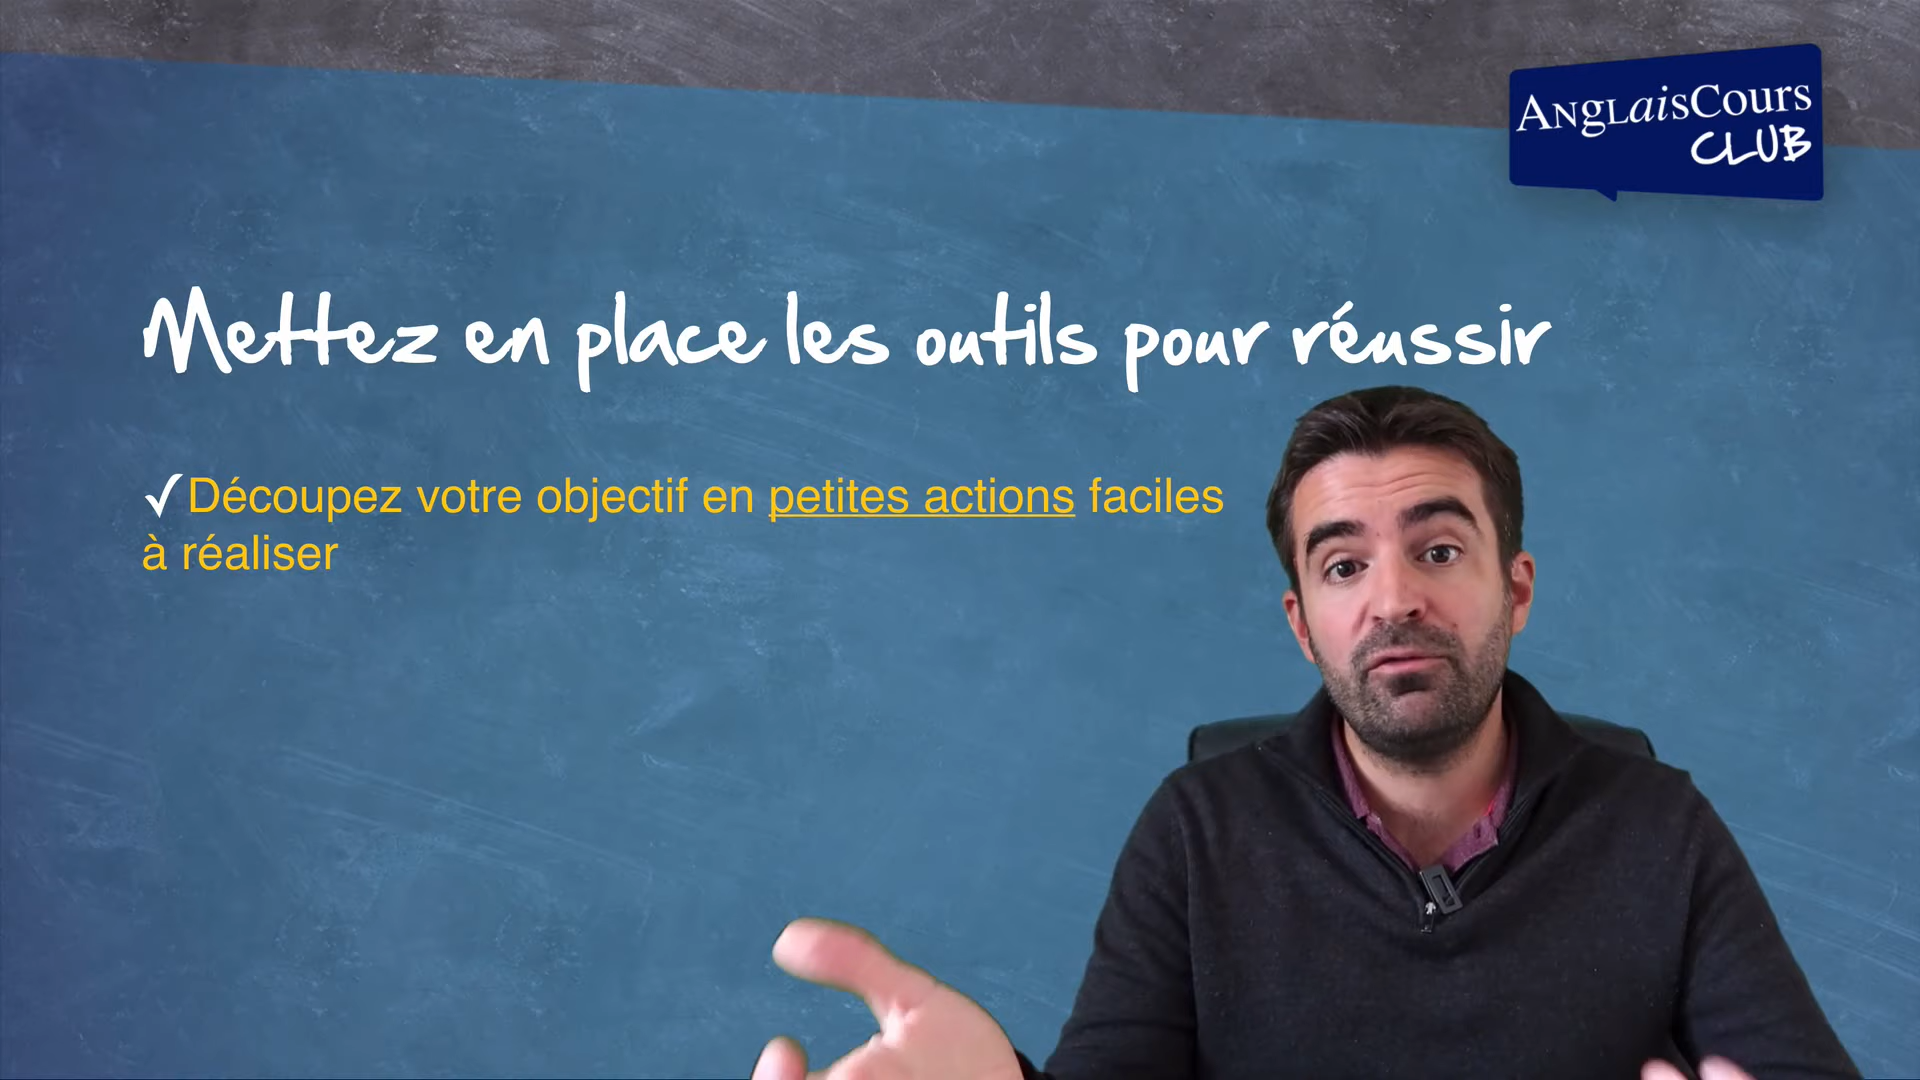 AnglaisCours
CLUB
Mettez en place les outils pour réussir
✓Découpez votre objectif en petites actions faciles
à réaliser